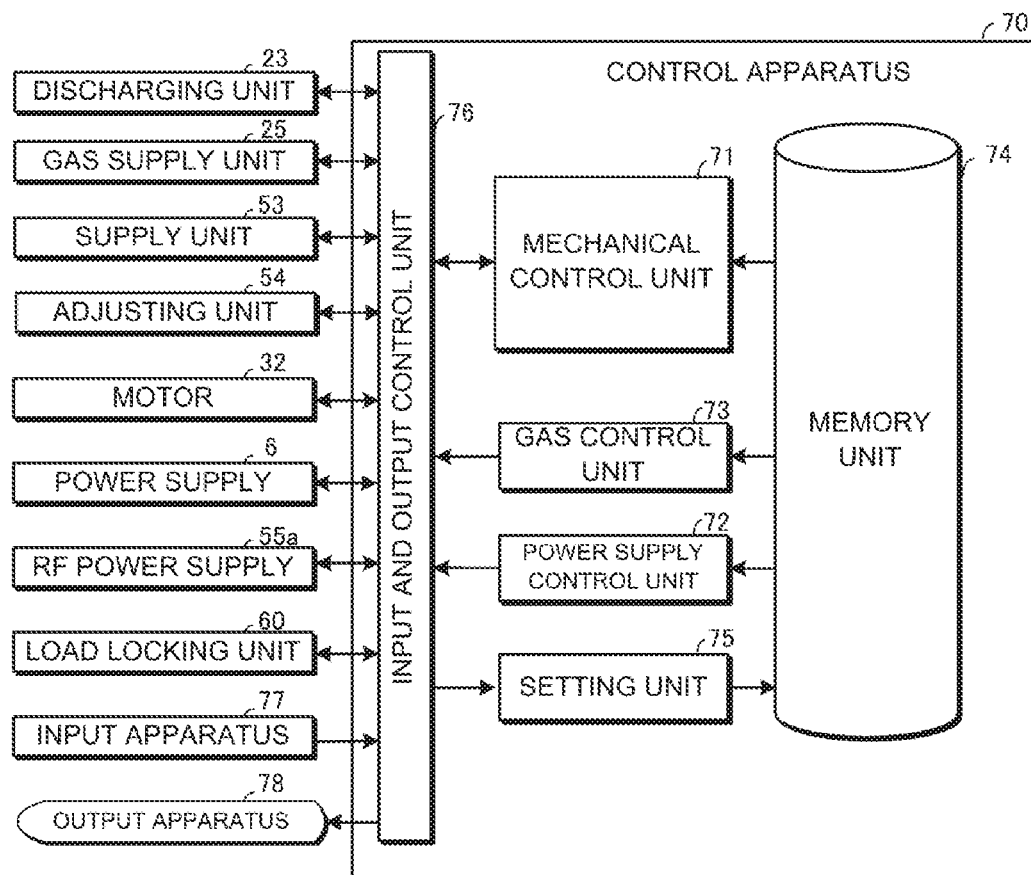 70
CONTROL APPARATUS
23
DISCHARGING UNIT
25
GAS SUPPLY UNIT
53
SUPPLY UNIT
54
ADJUSTING UNIT
32
MOTOR
6
POWER SUPPLY
55a
RF POWER SUPPLY
60
LOAD LOCKING UNIT
77
INPUT APPARATUS
78
OUTPUT APPARATUS
76
INPUT AND OUTPUT CONTROL UNIT
71
MECHANICAL
CONTROL UNIT
73
GAS CONTROL
UNIT
72
POWER SUPPLY
CONTROL UNIT
75
SETTING UNIT
74
MEMORY
UNIT